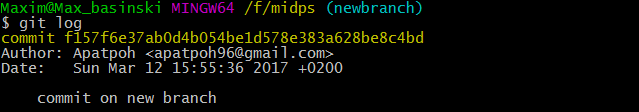 Maxim@Max_basinski MINGW64 /f/midps (newbranch)
$ git log
commit f157f6e37ab0d4b054be1d578e383a628be8c4bd
Author: Apatpoh <apatpoh96@gmail.com>
Date:   Sun Mar 12 15:55:36 2017 +0200

    commit on new branch